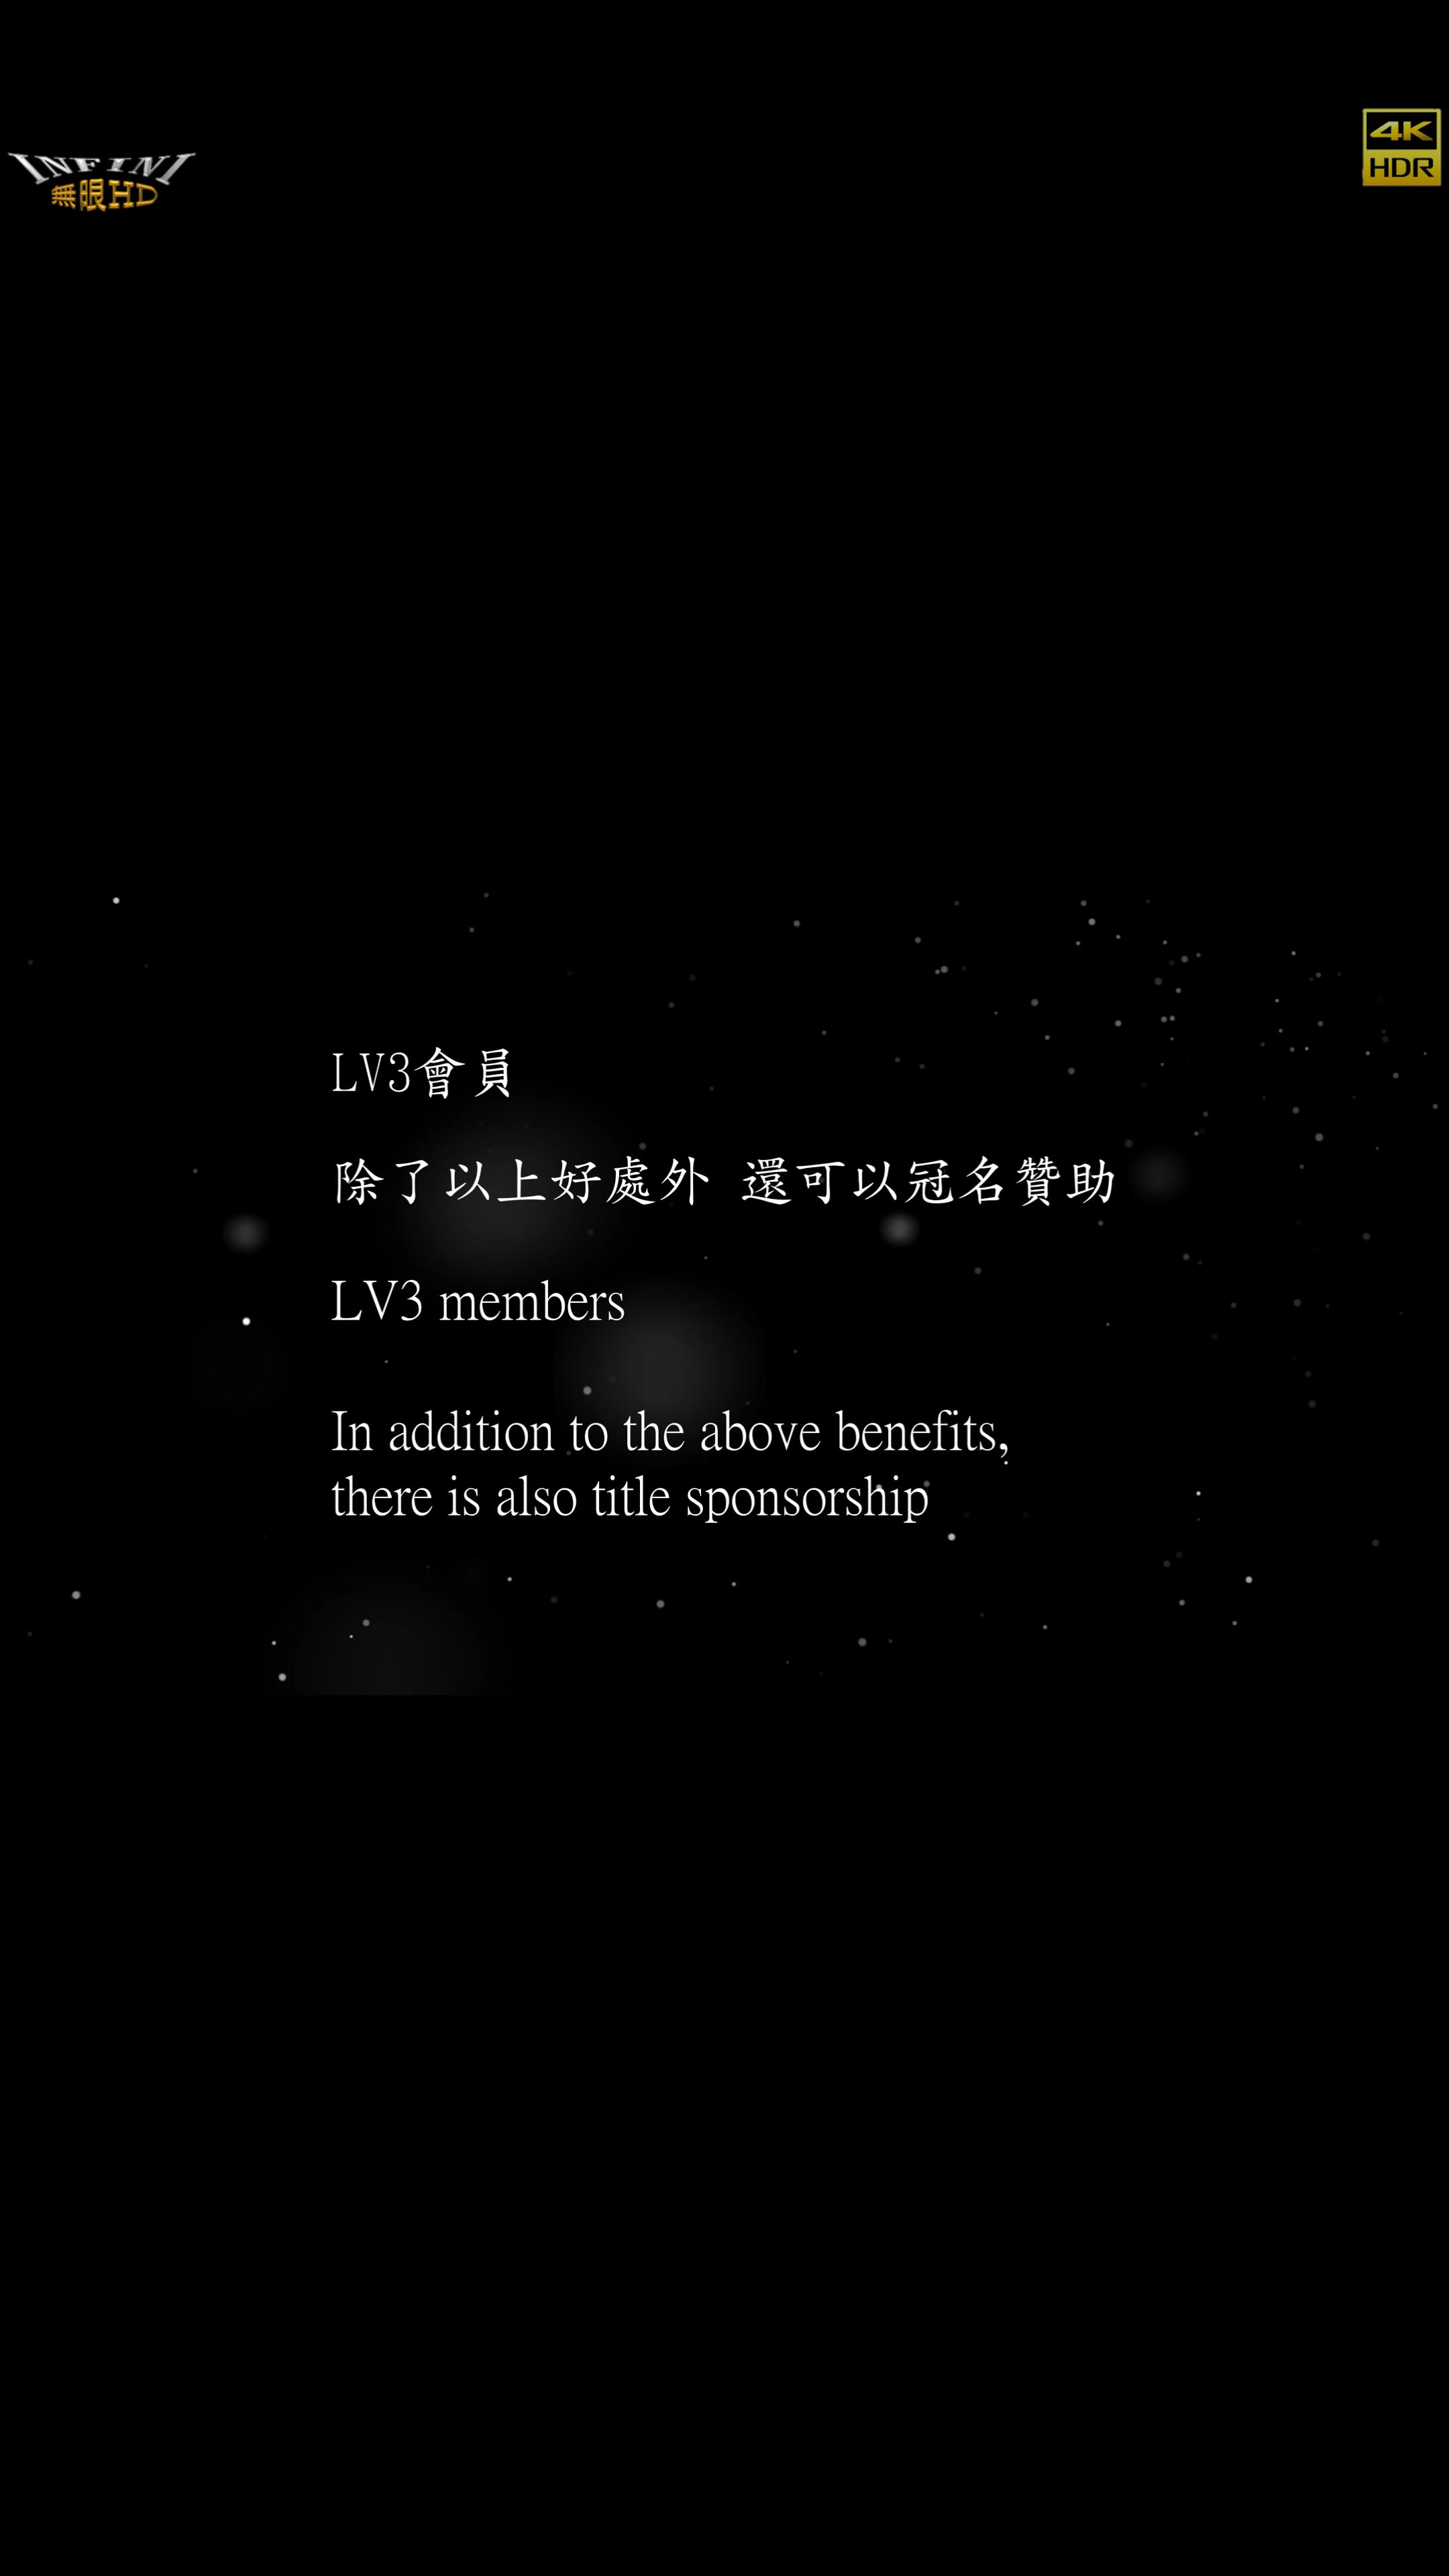 INFINI
無限HD
4K
HDR
LV3會員
除了以上好處外 還可以冠名贊助
LV3 members
In addition to the above benefits,
there is also title sponsorship